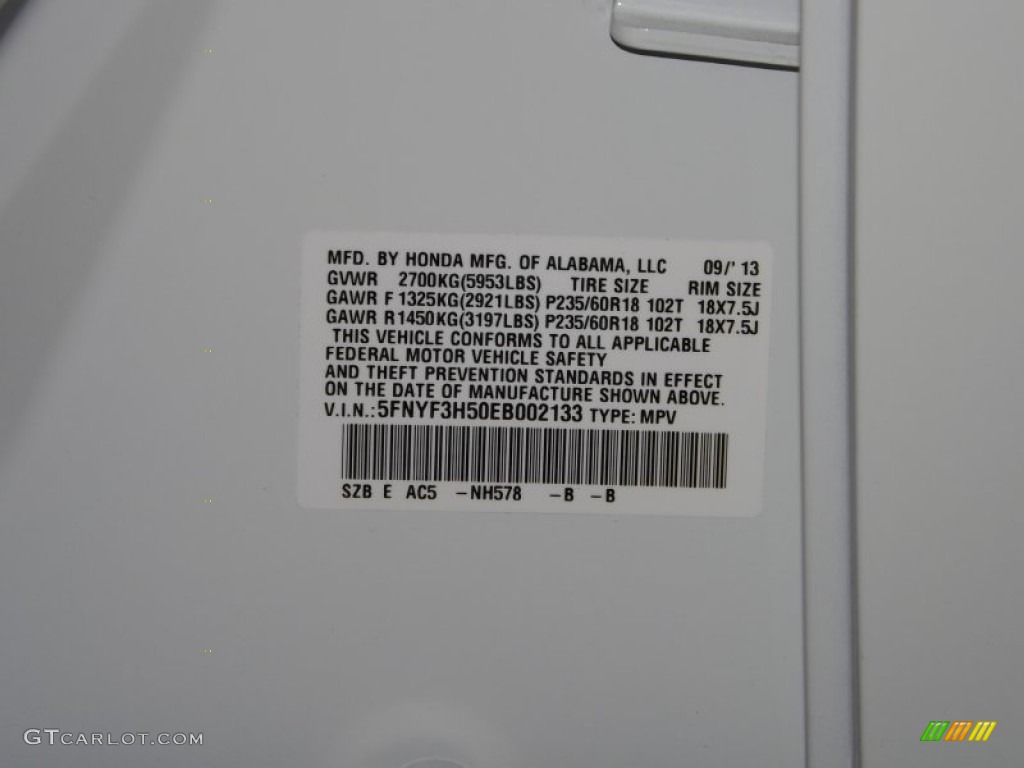 MFD. BY HONDA MFG. OF ALABAMA, LLC 09/' 13
GVWR 2700KG(5953LBS) TIRE SIZE RIM SIZE
GAWR F 1325KG(2921LBS) P235/60R18 102T 18X7.5J
GAWR R1450KG(3197LBS) P235/60R18 102T 18X7.5J
THIS VEHICLE CONFORMS TO ALL APPLICABLE
FEDERAL MOTOR VEHICLE SAFETY
AND THEFT PREVENTION STANDARDS IN EFFECT
ON THE DATE OF MANUFACTURE SHOWN ABOVE.
V.I.N.:5FNYF3H50EB002133 TYPE: MPV
SZB E AC5 -NH578 -B -B
GTCARLOT.COM